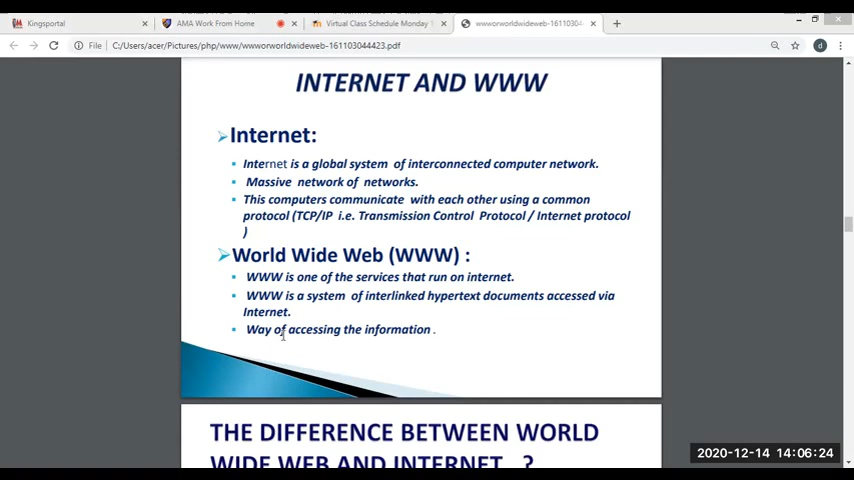 Kingsportal
AMA Work From Home
Virtual Class Schedule Monday
wwworworldwideweb-16110304
File C:/Users/acer/Pictures/php/www/wwworworldwideweb-161103044423.pdf
d
INTERNET AND WWW
Internet:
Internet is a global system of interconnected computer network.
Massive network of networks.
This computers communicate with each other using a common
protocol (TCP/IP i.e. Transmission Control Protocol / Internet protocol
)
World Wide Web (WWW) :
WWW is one of the services that run on internet.
WWW is a system of interlinked hypertext documents accessed via
Internet.
Way of accessing the information .
THE DIFFERENCE BETWEEN WORLD
WIDE WEB AND INTERNET ?
2020-12-14 14:06:24